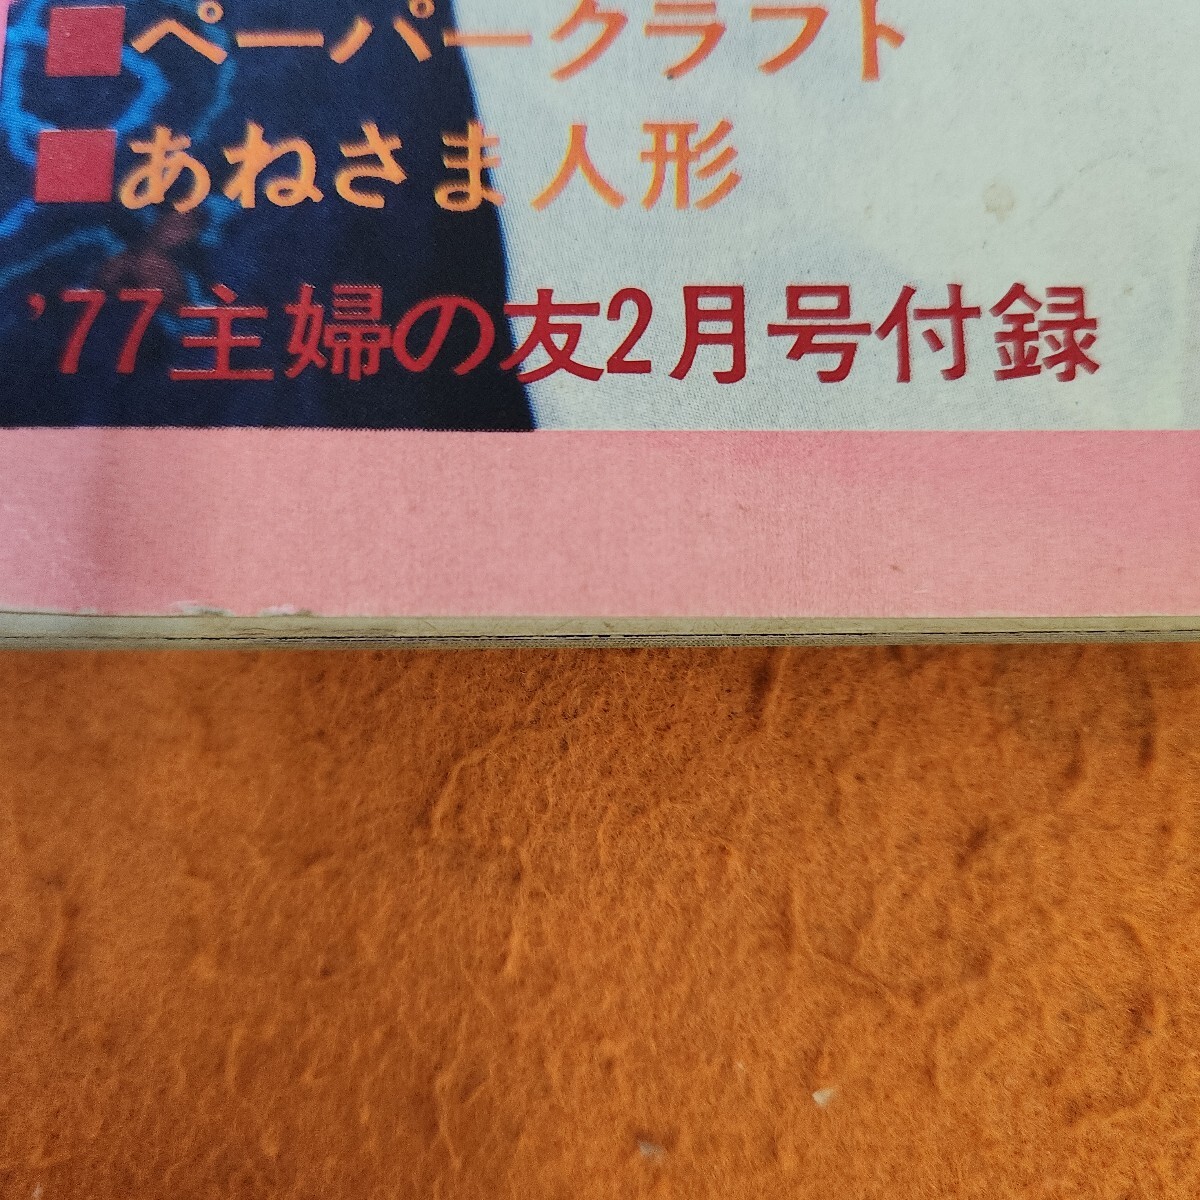 ■ペーパークラフト
■あねさま人形
'77主婦の友2月号付録